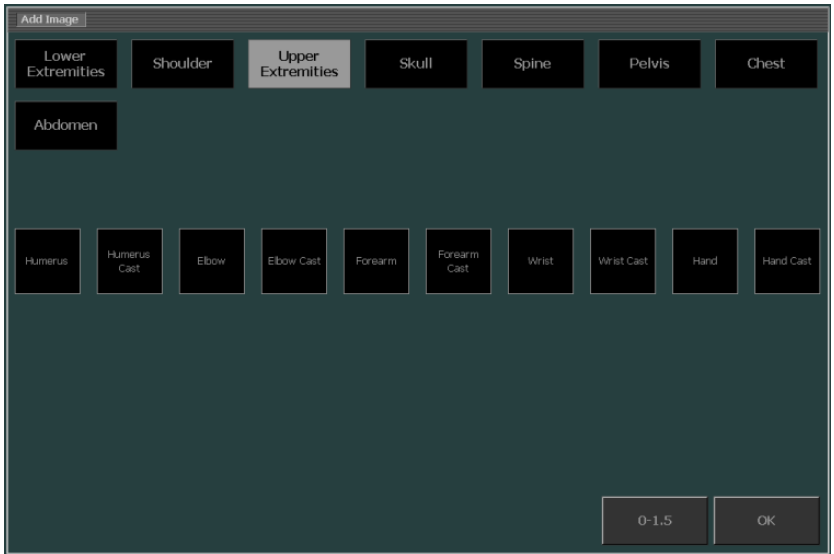 Add Image
Lower
Extremities
Shoulder
Upper
Extremities
Skull
Spine
Pelvis
Chest
Abdomen
Humerus
Humerus
Cast
Elbow
Elbow Cast
Forearm
Forearm
Cast
Wrist
Wrist Cast
Hand
Hand Cast
0-1.5
OK